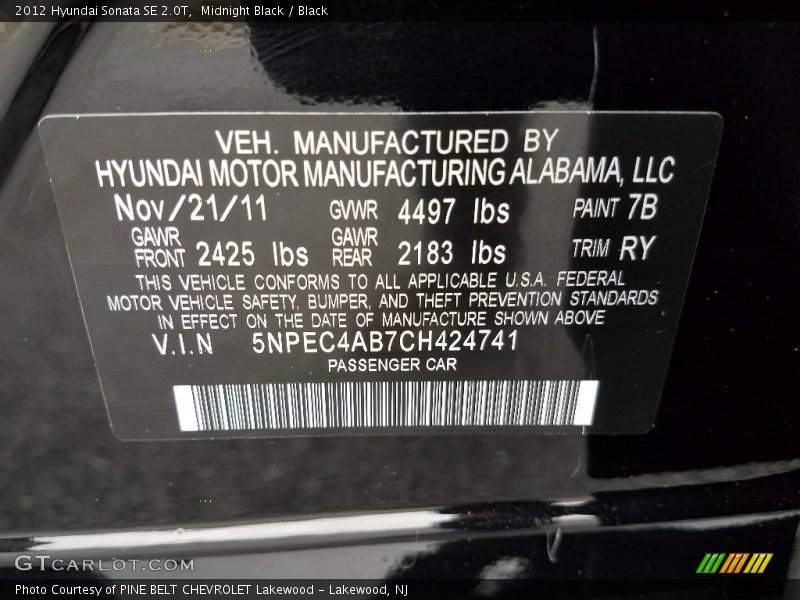 2012 Hyundai Sonata SE 2.0T,  Midnight Black / Black
VEH. MANUFACTURED BY
HYUNDAI MOTOR MANUFACTURING ALABAMA, LLC
Nov/21/11 GVWR 4497 lbs PAINT 7B
GAWR FRONT 2425 lbs GAWR REAR 2183 lbs TRIM RY
THIS VEHICLE CONFORMS TO ALL APPLICABLE U.S.A. FEDERAL
MOTOR VEHICLE SAFETY, BUMPER, AND THEFT PREVENTION STANDARDS
IN EFFECT ON THE DATE OF MANUFACTURE SHOWN ABOVE
V.I.N 5NPEC4AB7CH424741
PASSENGER CAR
GTCARLOT.COM
Photo Courtesy of PINE BELT CHEVROLET Lakewood - Lakewood, NJ